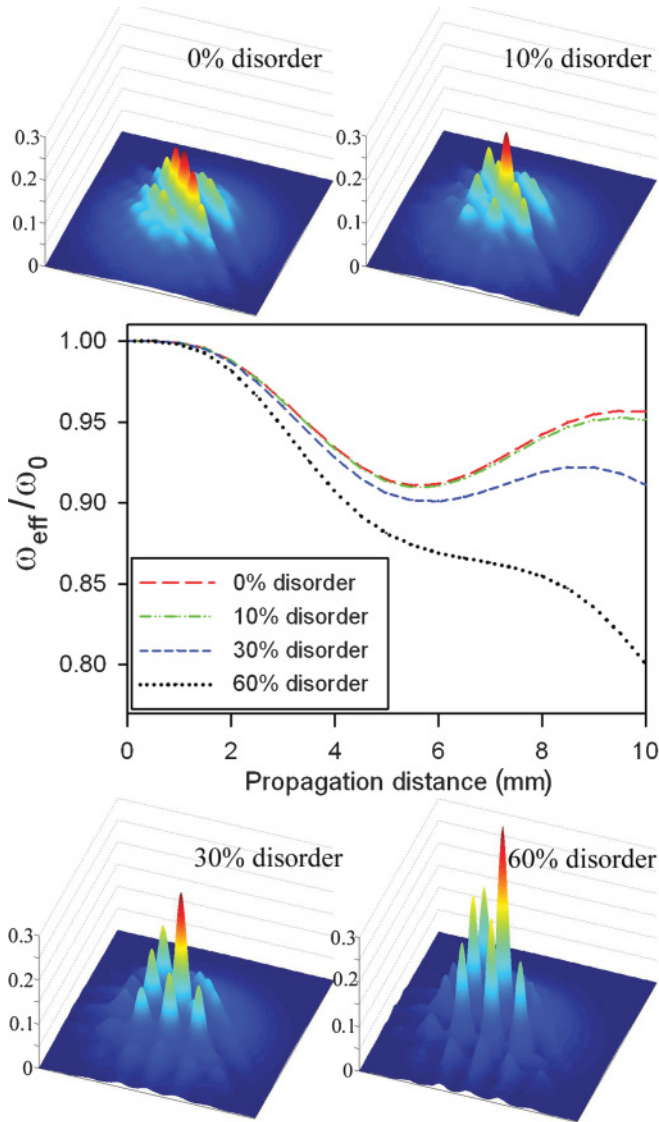 0% disorder
10% disorder
0.3
0.2
0.1
0
0.3
0.2
0.1
0
1.00
0.95
0.90
0.85
0.80
ω_eff/ω_0
0% disorder
10% disorder
30% disorder
60% disorder
0 2 4 6 8 10
Propagation distance (mm)
30% disorder
60% disorder
0.3
0.2
0.1
0
0.3
0.2
0.1
0